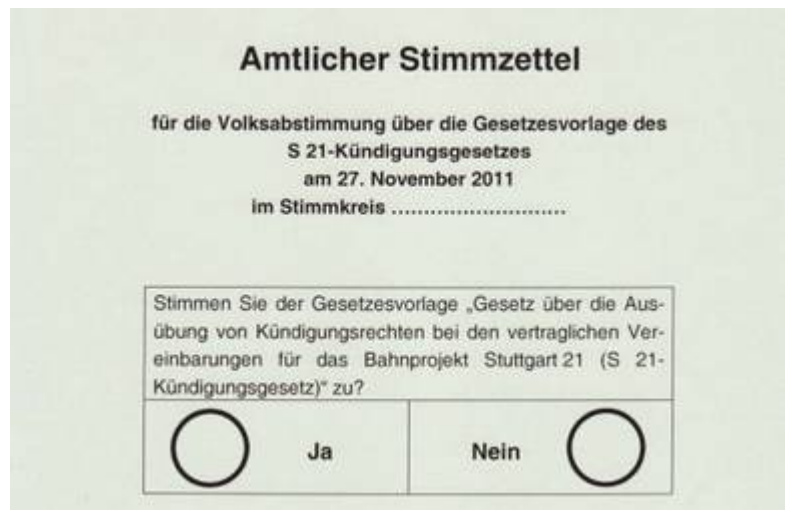 Amtlicher Stimmzettel
für die Volksabstimmung über die Gesetzesvorlage des
S 21-Kündigungsgesetzes
am 27. November 2011
im Stimmkreis ...........................
Stimmen Sie der Gesetzesvorlage „Gesetz über die Aus-
übung von Kündigungsrechten bei den vertraglichen Ver-
einbarungen für das Bahnprojekt Stuttgart 21 (S 21-
Kündigungsgesetz)“ zu?
Ja Nein